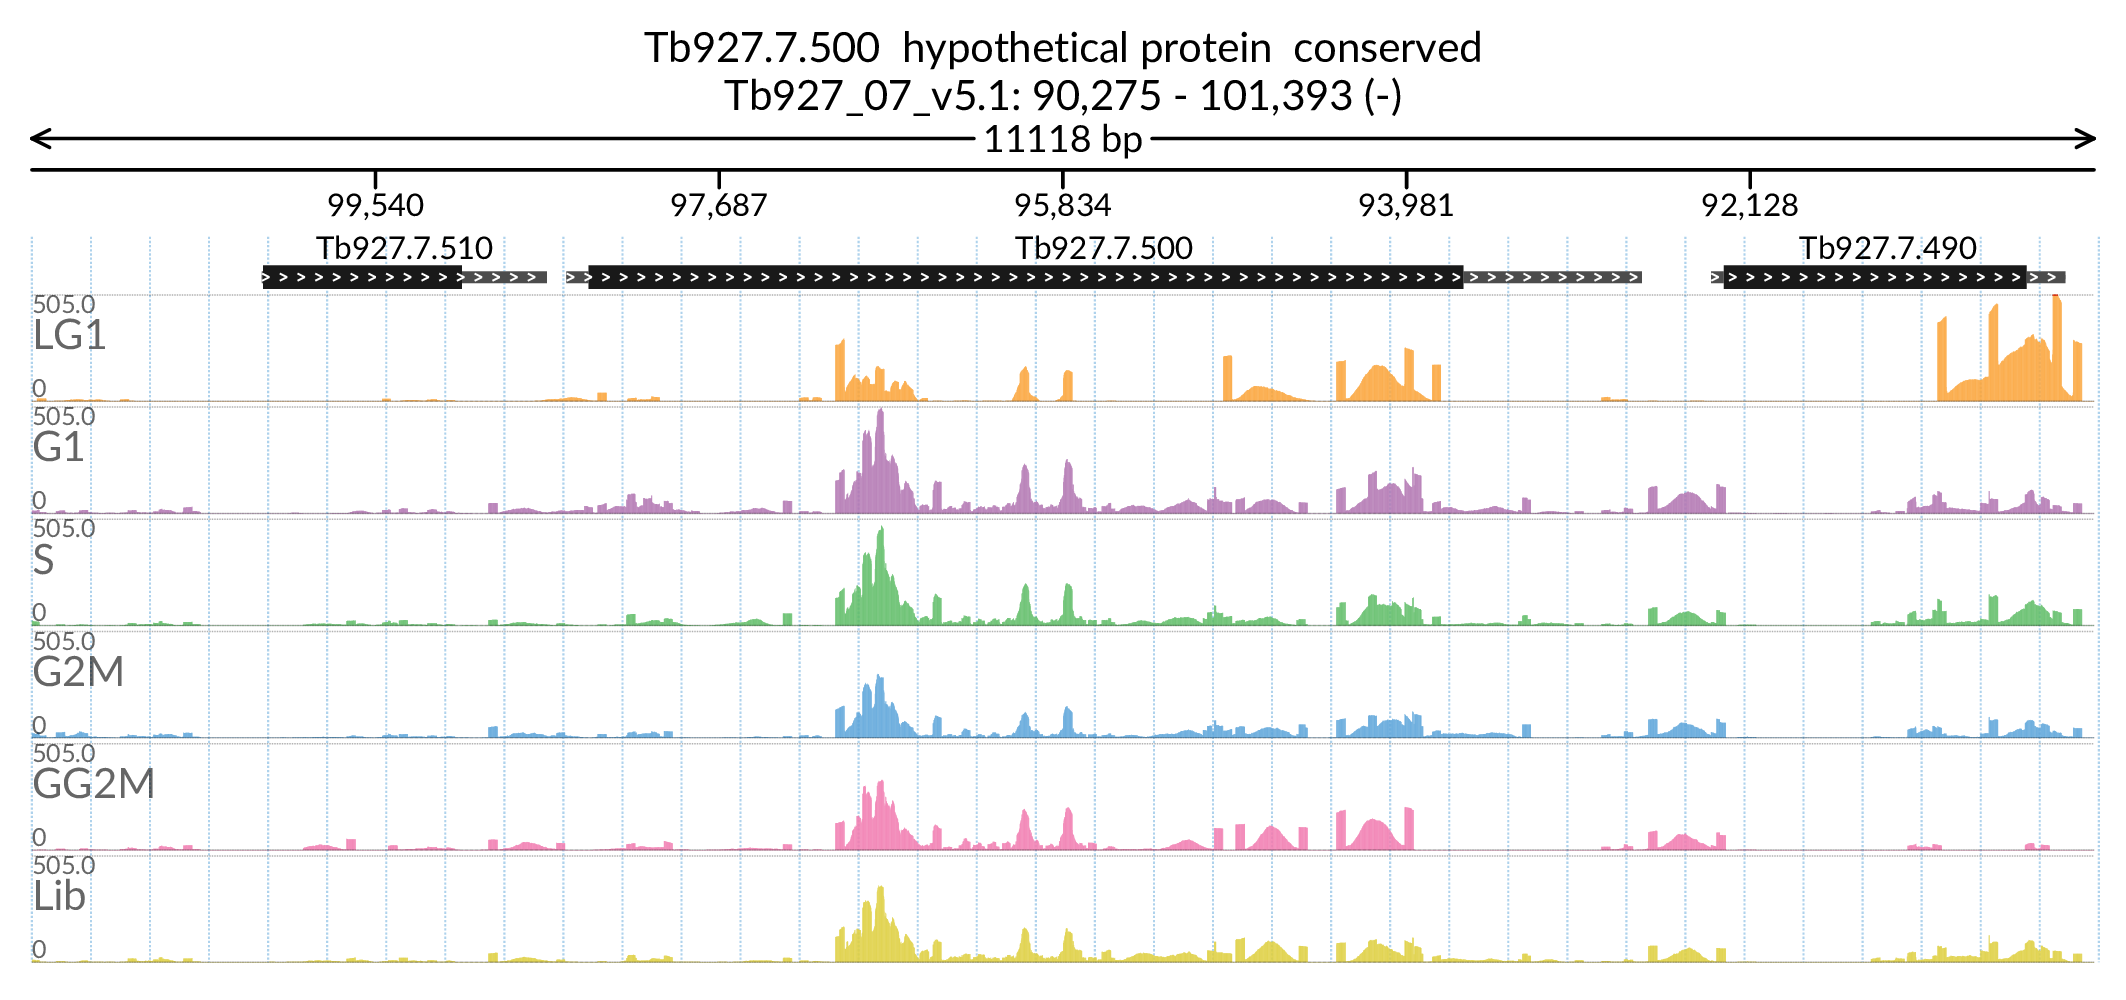 Tb927.7.500  hypothetical protein  conserved
Tb927_07_v5.1: 90,275 - 101,393 (-)
11118 bp
99,540 97,687 95,834 93,981 92,128
Tb927.7.510 Tb927.7.500 Tb927.7.490
505.0
LG1
0
505.0
G1
0
505.0
S
0
505.0
G2M
0
505.0
GG2M
0
505.0
Lib
0